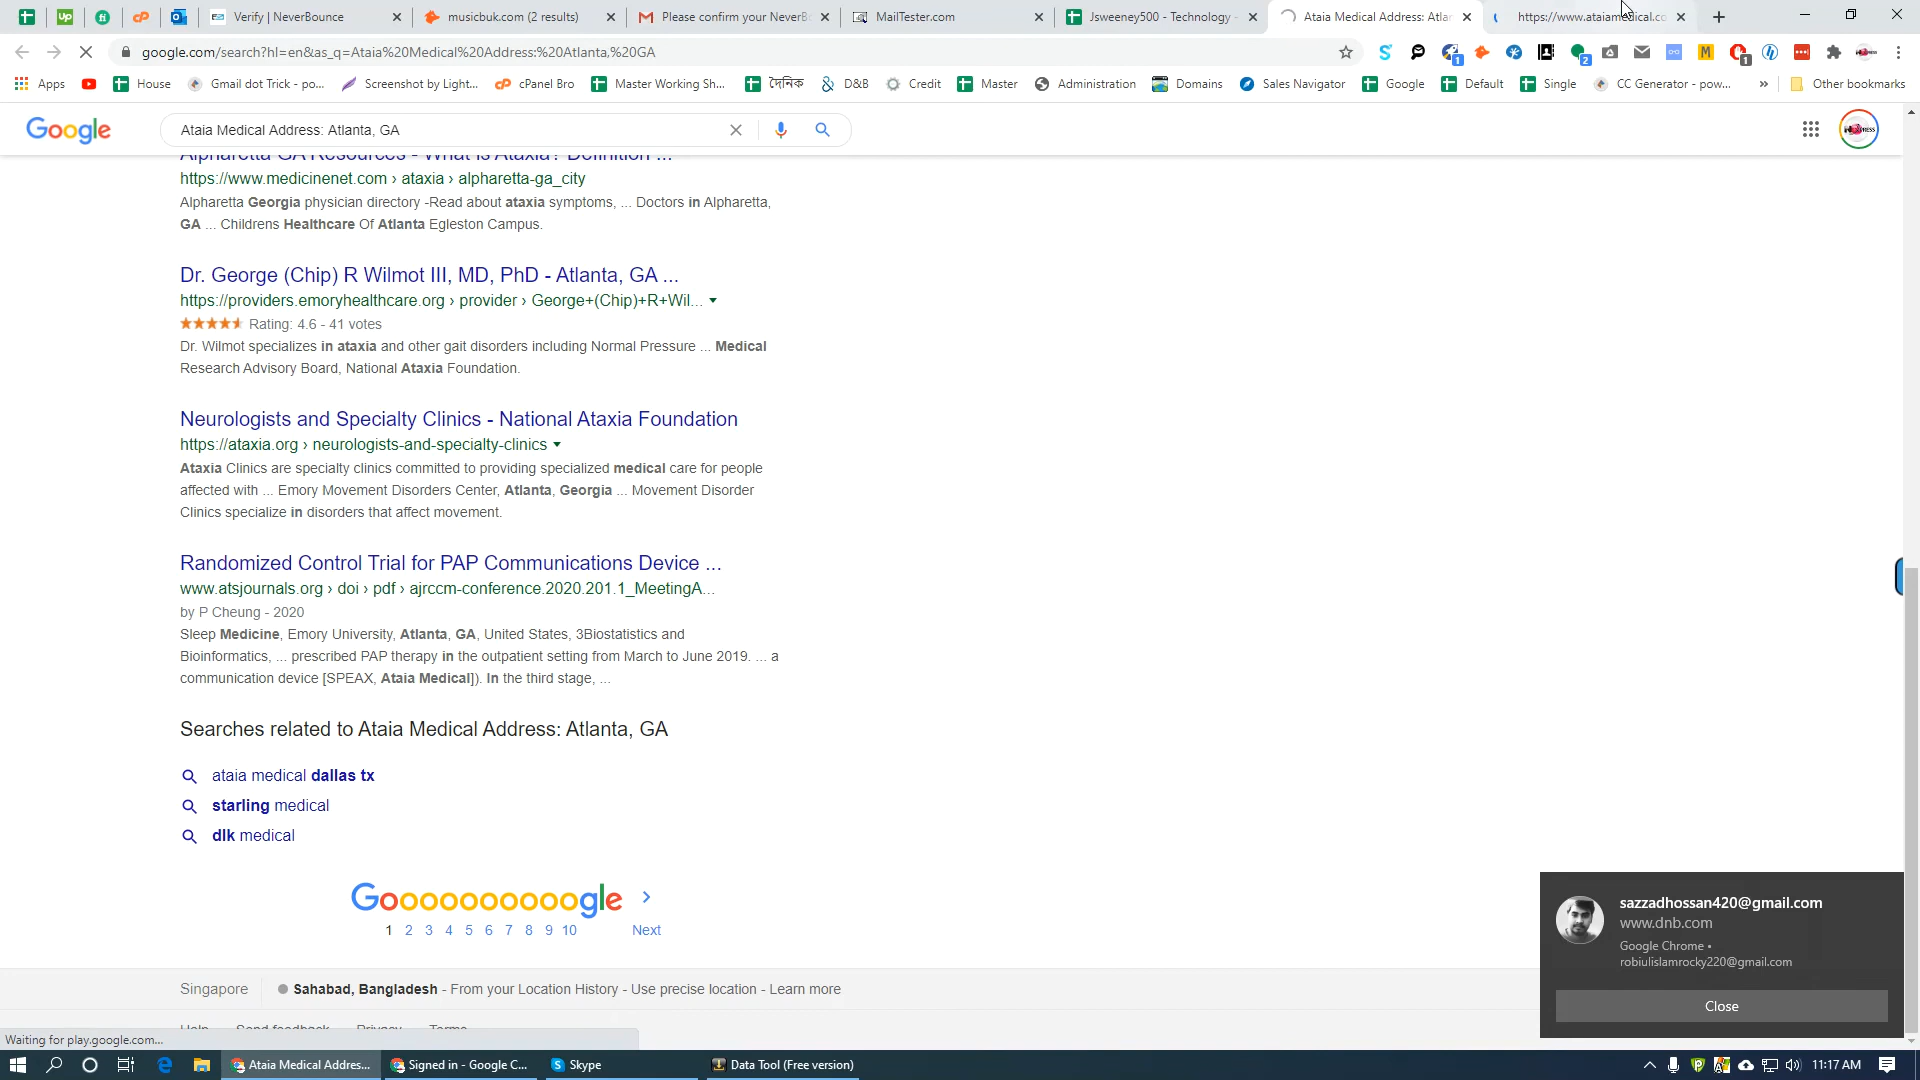 Verify | NeverBounce
musicbuk.com (2 results)
Please confirm your NeverB
MailTester.com
Jsweeney500 - Technology -
Ataia Medical Address: Atlan
https://www.ataiamedical.co
google.com/search?hl=en&as_q=Ataia%20Medical%20Address:%20Atlanta,%20GA
Apps
House
Gmail dot Trick - po...
Screenshot by Light...
cPanel Bro
Master Working Sh...
দৈনিক
D&B
Credit
Master
Administration
Domains
Sales Navigator
Google
Default
Single
CC Generator - pow...
»
Other bookmarks
Google
Ataia Medical Address: Atlanta, GA
Alpharetta GA Resources - What is Ataxia? Definition ...
https://www.medicinenet.com › ataxia › alpharetta-ga_city
Alpharetta Georgia physician directory -Read about ataxia symptoms, ... Doctors in Alpharetta,
GA ... Childrens Healthcare Of Atlanta Egleston Campus.
Dr. George (Chip) R Wilmot III, MD, PhD - Atlanta, GA ...
https://providers.emoryhealthcare.org › provider › George+(Chip)+R+Wil...
Rating: 4.6 - 41 votes
Dr. Wilmot specializes in ataxia and other gait disorders including Normal Pressure ... Medical
Research Advisory Board, National Ataxia Foundation.
Neurologists and Specialty Clinics - National Ataxia Foundation
https://ataxia.org › neurologists-and-specialty-clinics
Ataxia Clinics are specialty clinics committed to providing specialized medical care for people
affected with ... Emory Movement Disorders Center, Atlanta, Georgia ... Movement Disorder
Clinics specialize in disorders that affect movement.
Randomized Control Trial for PAP Communications Device ...
www.atsjournals.org › doi › pdf › ajrccm-conference.2020.201.1_MeetingA...
by P Cheung - 2020
Sleep Medicine, Emory University, Atlanta, GA, United States, 3Biostatistics and
Bioinformatics, ... prescribed PAP therapy in the outpatient setting from March to June 2019. ... a
communication device [SPEAX, Ataia Medical]). In the third stage, ...
Searches related to Ataia Medical Address: Atlanta, GA
ataia medical dallas tx
starling medical
dlk medical
Goooooooooogle
1 2 3 4 5 6 7 8 9 10 Next
sazzadhossan420@gmail.com
www.dnb.com
Google Chrome •
robiulislamrocky220@gmail.com
Close
Singapore
Sahabad, Bangladesh - From your Location History - Use precise location - Learn more
Help Send feedback Privacy Terms
Waiting for play.google.com...
Ataia Medical Addres...
Signed in - Google C...
Skype
Data Tool (Free version)
11:17 AM